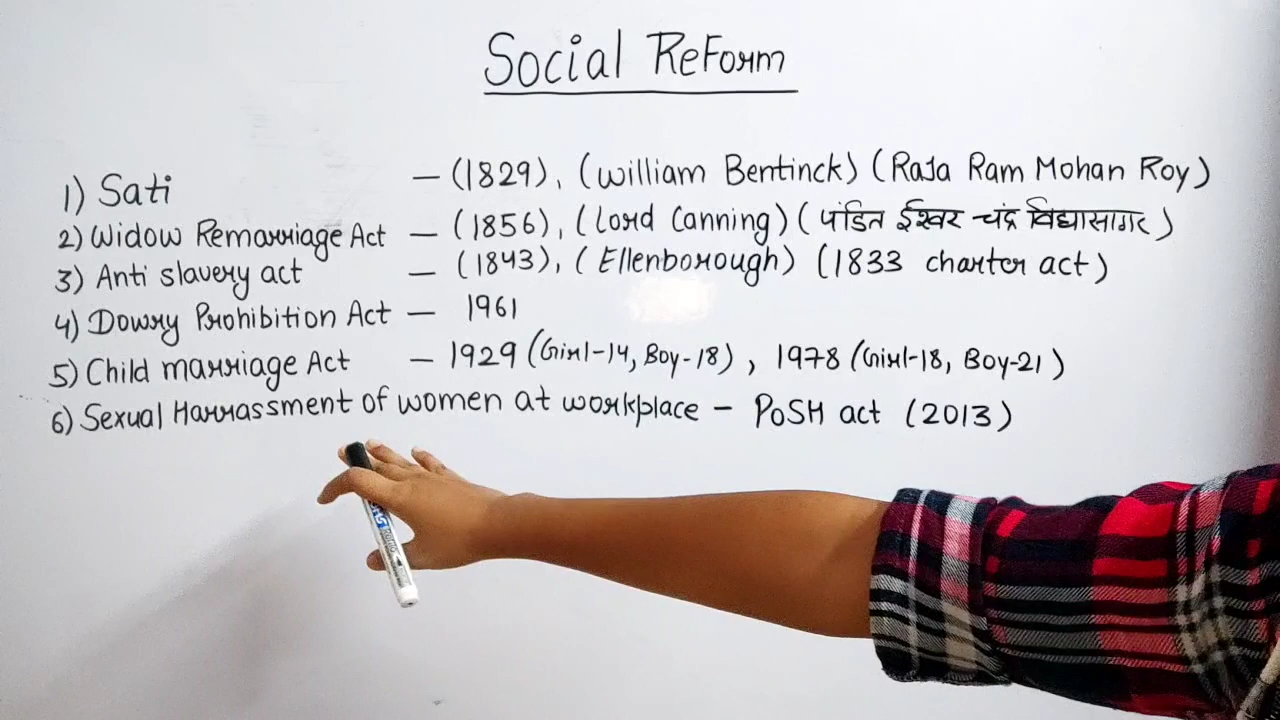 Social Reform
1) Sati – (1829), (William Bentinck) (Raja Ram Mohan Roy)
2) Widow Remarriage Act – (1856), (Lord Canning) (पंडित ईश्वर चंद्र विद्यासागर)
3) Anti slavery act – (1843), (Ellenborough) (1833 charter act)
4) Dowry Prohibition Act – 1961
5) Child marriage Act – 1929 (Girl-14, Boy-18), 1978 (Girl-18, Boy-21)
6) Sexual Harrassment of women at workplace – PoSH act (2013)